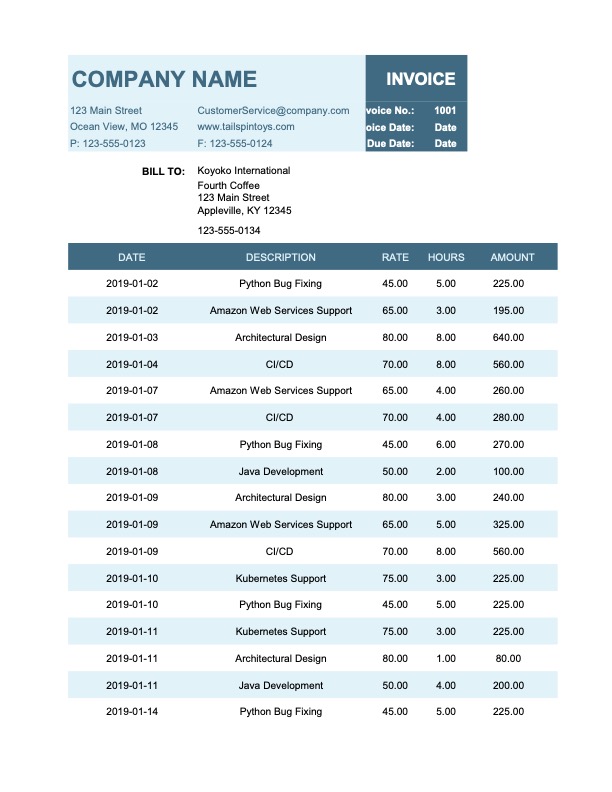 COMPANY NAME INVOICE
123 Main Street CustomerService@company.com voice No.: 1001
Ocean View, MO 12345 www.tailspintoys.com oice Date: Date
P: 123-555-0123 F: 123-555-0124 Due Date: Date
BILL TO: Koyoko International
Fourth Coffee
123 Main Street
Appleville, KY 12345
123-555-0134
DATE DESCRIPTION RATE HOURS AMOUNT
2019-01-02 Python Bug Fixing 45.00 5.00 225.00
2019-01-02 Amazon Web Services Support 65.00 3.00 195.00
2019-01-03 Architectural Design 80.00 8.00 640.00
2019-01-04 CI/CD 70.00 8.00 560.00
2019-01-07 Amazon Web Services Support 65.00 4.00 260.00
2019-01-07 CI/CD 70.00 4.00 280.00
2019-01-08 Python Bug Fixing 45.00 6.00 270.00
2019-01-08 Java Development 50.00 2.00 100.00
2019-01-09 Architectural Design 80.00 3.00 240.00
2019-01-09 Amazon Web Services Support 65.00 5.00 325.00
2019-01-09 CI/CD 70.00 8.00 560.00
2019-01-10 Kubernetes Support 75.00 3.00 225.00
2019-01-10 Python Bug Fixing 45.00 5.00 225.00
2019-01-11 Kubernetes Support 75.00 3.00 225.00
2019-01-11 Architectural Design 80.00 1.00 80.00
2019-01-11 Java Development 50.00 4.00 200.00
2019-01-14 Python Bug Fixing 45.00 5.00 225.00